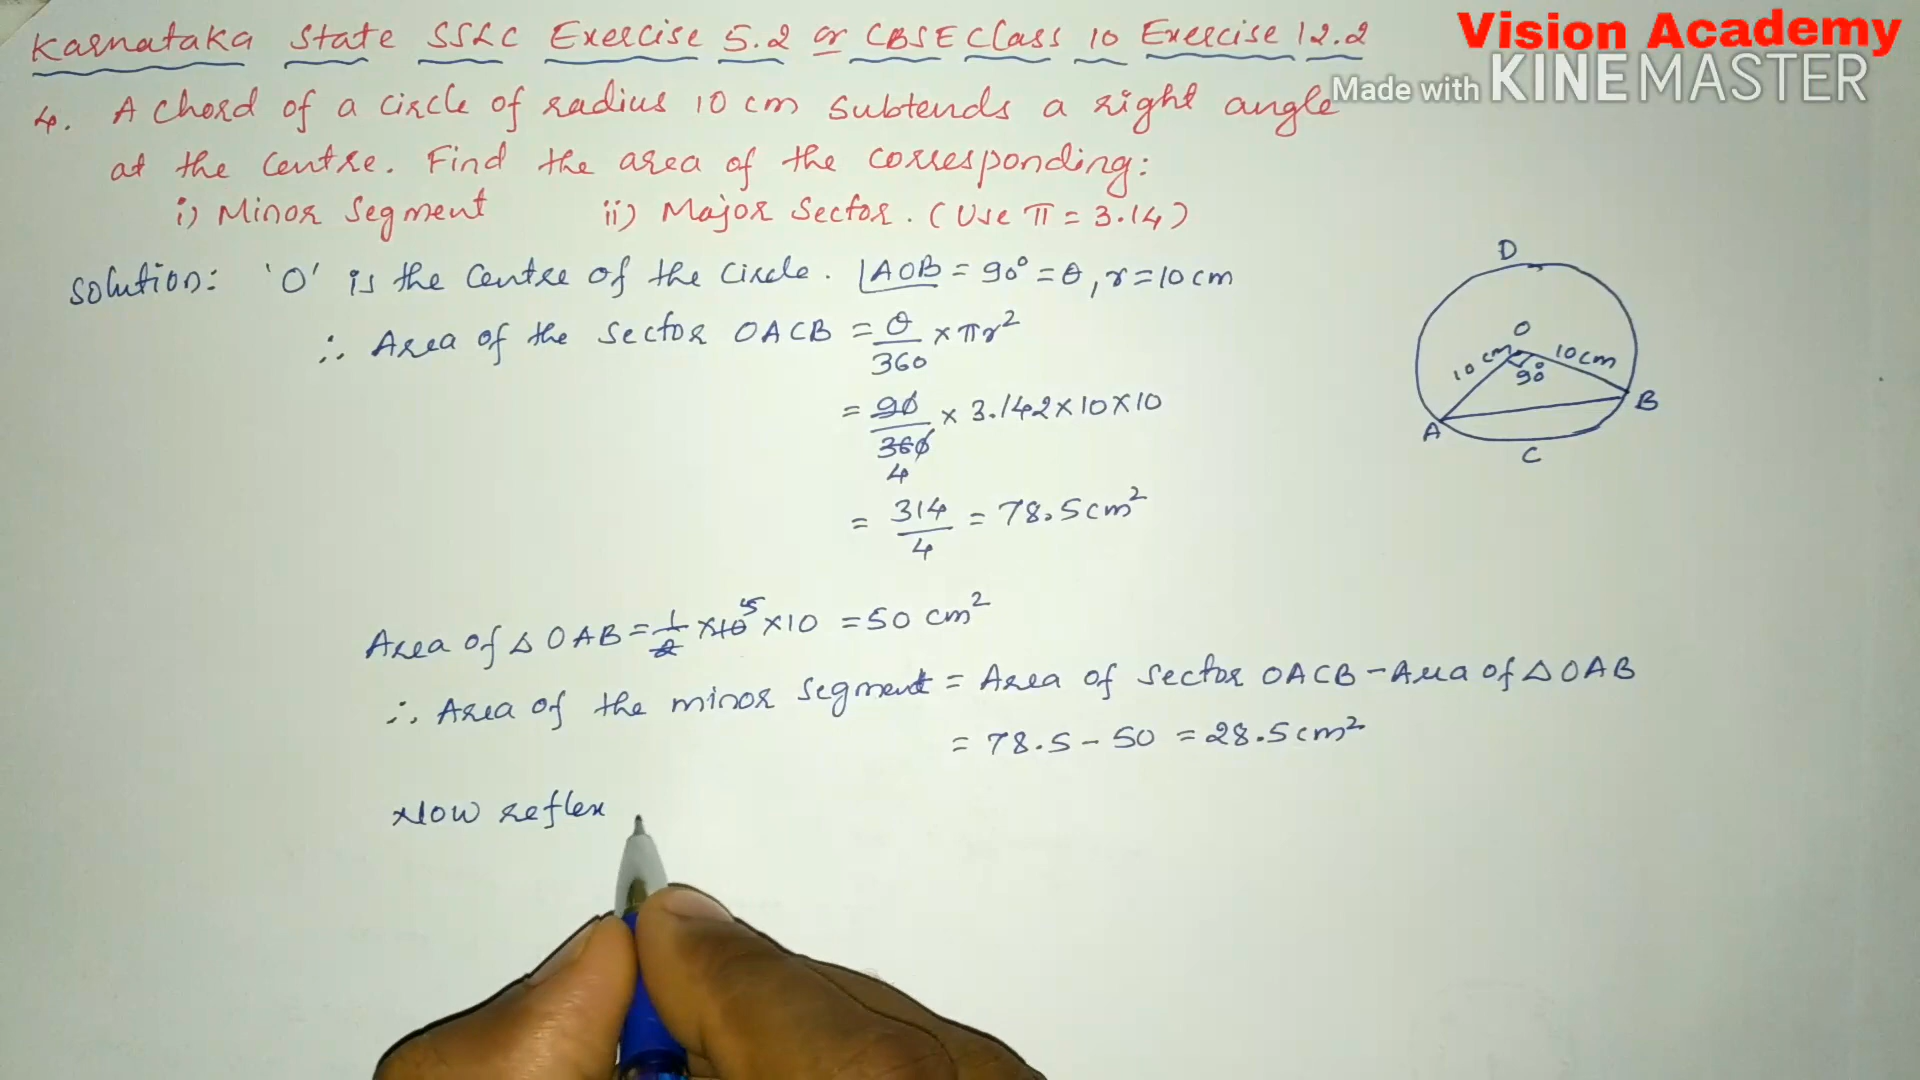 Karnataka State SSLC Exercise 5.2 or CBSE Class 10 Exercise 12.2
Vision Academy
Made with KINEMASTER
4. A chord of a circle of radius 10 cm subtends a right angle
at the centre. Find the area of the corresponding:
i) Minor Segment ii) Major Sector. (Use π = 3.14)
Solution: 'O' is the centre of the circle. ∠AOB = 90° = θ, r = 10 cm
∴ Area of the sector OACB = θ/360 × πr²
= 90/360 × 3.142 × 10 × 10
4
= 314/4 = 78.5 cm²
Area of △OAB = 1/2 × 10 5 × 10 = 50 cm²
∴ Area of the minor segment = Area of sector OACB - Area of △OAB
= 78.5 - 50 = 28.5 cm²
Now reflex
D
O
10 cm 10 cm
90°
A B
C